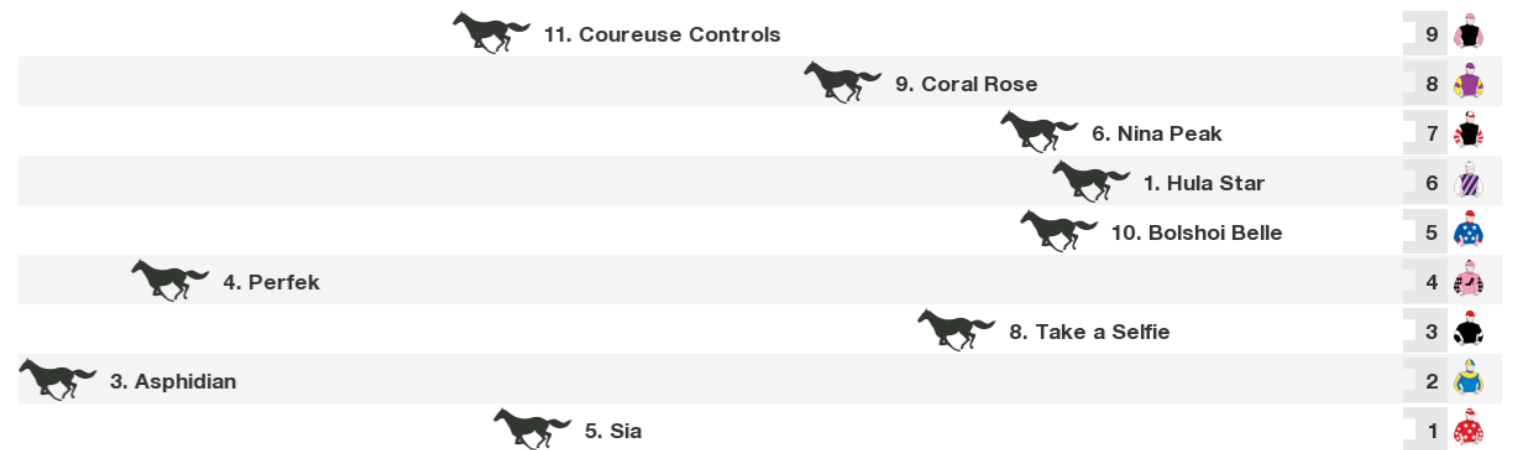 11. Coureuse Controls 9
9. Coral Rose 8
6. Nina Peak 7
1. Hula Star 6
10. Bolshoi Belle 5
4. Perfek 4
8. Take a Selfie 3
3. Asphidian 2
5. Sia 1